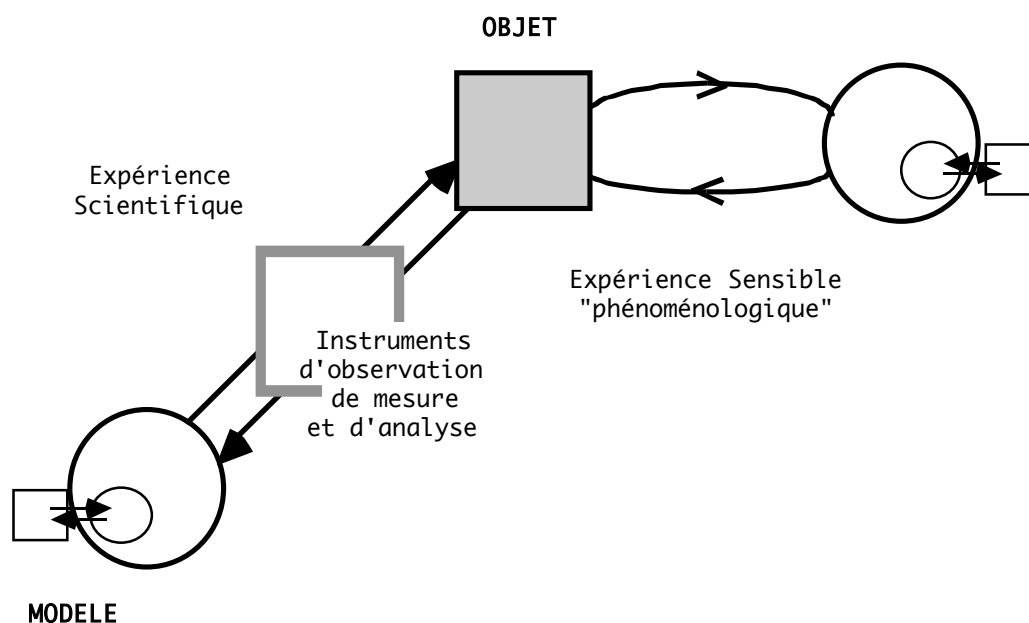 OBJET
Expérience
Scientifique
Expérience Sensible
"phénoménologique"
Instruments
d'observation
de mesure
et d'analyse
MODELE